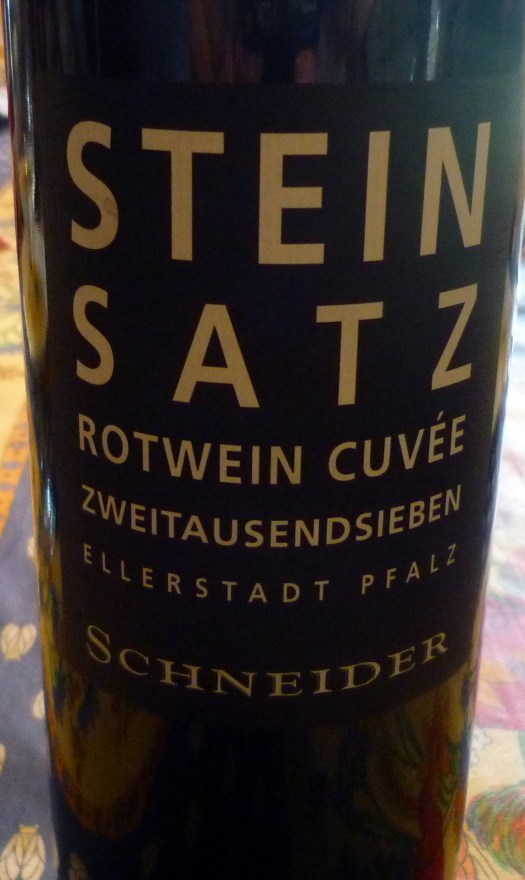 STEIN
SATZ
ROTWEIN CUVÉE
ZWEITAUSENDSIEBEN
ELLERSTADT PFALZ
SCHNEIDER